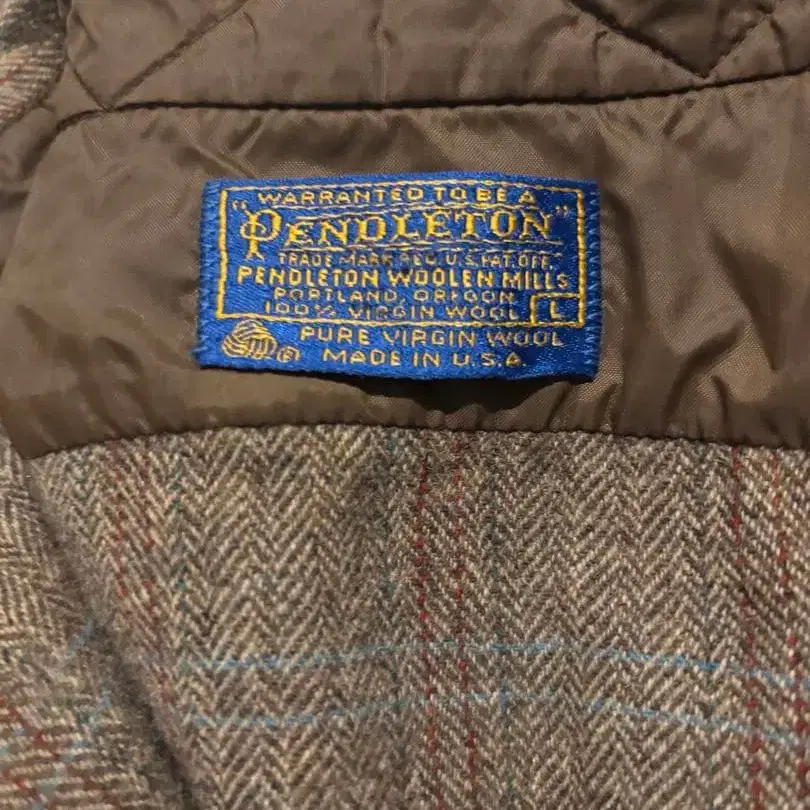 WARRANTED TO BE A
"PENDLETON"
TRADE MARK REG. U.S. PAT. OFF.
PENDLETON WOOLEN MILLS
PORTLAND, OREGON
100% VIRGIN WOOL L
PURE VIRGIN WOOL
®
MADE IN U.S.A.